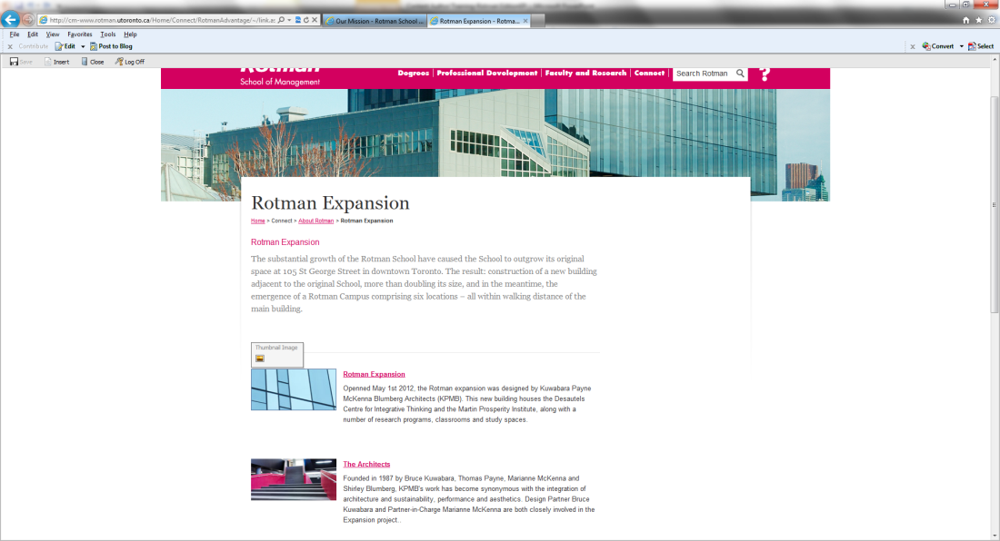 http://cm-www.rotman.utoronto.ca/Home/Connect/RotmanAdvantage/~/link.as
Our Mission - Rotman School ...
Rotman Expansion - Rotma...
File Edit View Favorites Tools Help
x Contribute Edit Post to Blog
x Convert Select
Save Insert Close Log Off
Rotman
School of Management
Degrees Professional Development Faculty and Research Connect
Search Rotman
?
Rotman Expansion
Home > Connect > About Rotman > Rotman Expansion
Rotman Expansion
The substantial growth of the Rotman School have caused the School to outgrow its original
space at 105 St George Street in downtown Toronto. The result: construction of a new building
adjacent to the original School, more than doubling its size, and in the meantime, the
emergence of a Rotman Campus comprising six locations – all within walking distance of the
main building.
Thumbnail Image
Rotman Expansion
Openned May 1st 2012, the Rotman expansion was designed by Kuwabara Payne
McKenna Blumberg Architects (KPMB). This new building houses the Desautels
Centre for Integrative Thinking and the Martin Prosperity Institute, along with a
number of research programs, classrooms and study spaces.
The Architects
Founded in 1987 by Bruce Kuwabara, Thomas Payne, Marianne McKenna and
Shirley Blumberg, KPMB's work has become synonymous with the integration of
architecture and sustainability, performance and aesthetics. Design Partner Bruce
Kuwabara and Partner-in-Charge Marianne McKenna are both closely involved in the
Expansion project..